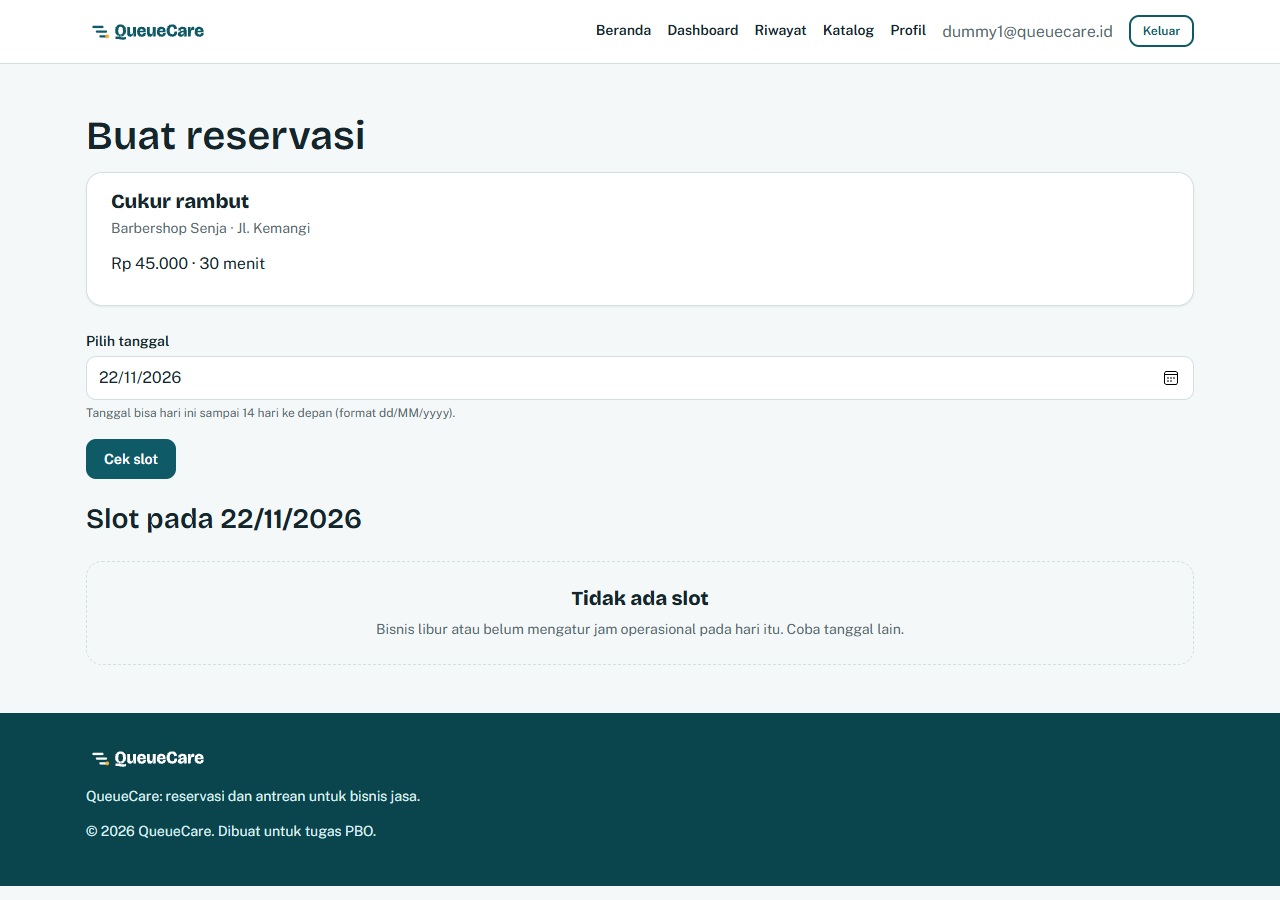 QueueCare
Beranda Dashboard Riwayat Katalog Profil dummy1@queuecare.id Keluar
Buat reservasi
Cukur rambut
Barbershop Senja · Jl. Kemangi
Rp 45.000 · 30 menit
Pilih tanggal
22/11/2026
Tanggal bisa hari ini sampai 14 hari ke depan (format dd/MM/yyyy).
Cek slot
Slot pada 22/11/2026
Tidak ada slot
Bisnis libur atau belum mengatur jam operasional pada hari itu. Coba tanggal lain.
QueueCare
QueueCare: reservasi dan antrean untuk bisnis jasa.
© 2026 QueueCare. Dibuat untuk tugas PBO.